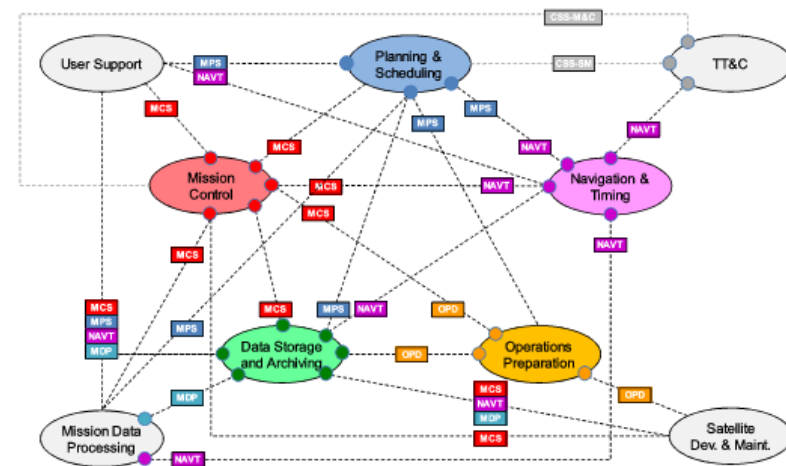 CSS-M&C
User Support
MPS
NAVT
Planning &
Scheduling
CSS-SM
TT&C
MCS
MPS
MPS
MCS
NAVT
NAVT
Mission
Control
MCS
NAVT
Navigation &
Timing
MCS
NAVT
MCS
MCS
MPS
NAVT
MDP
MPS
MCS
MPS
NAVT
OPD
Data Storage
and Archiving
OPD
Operations
Preparation
MDP
MCS
NAVT
MDP
OPD
Mission Data
Processing
MCS
Satellite
Dev. & Maint.
NAVT